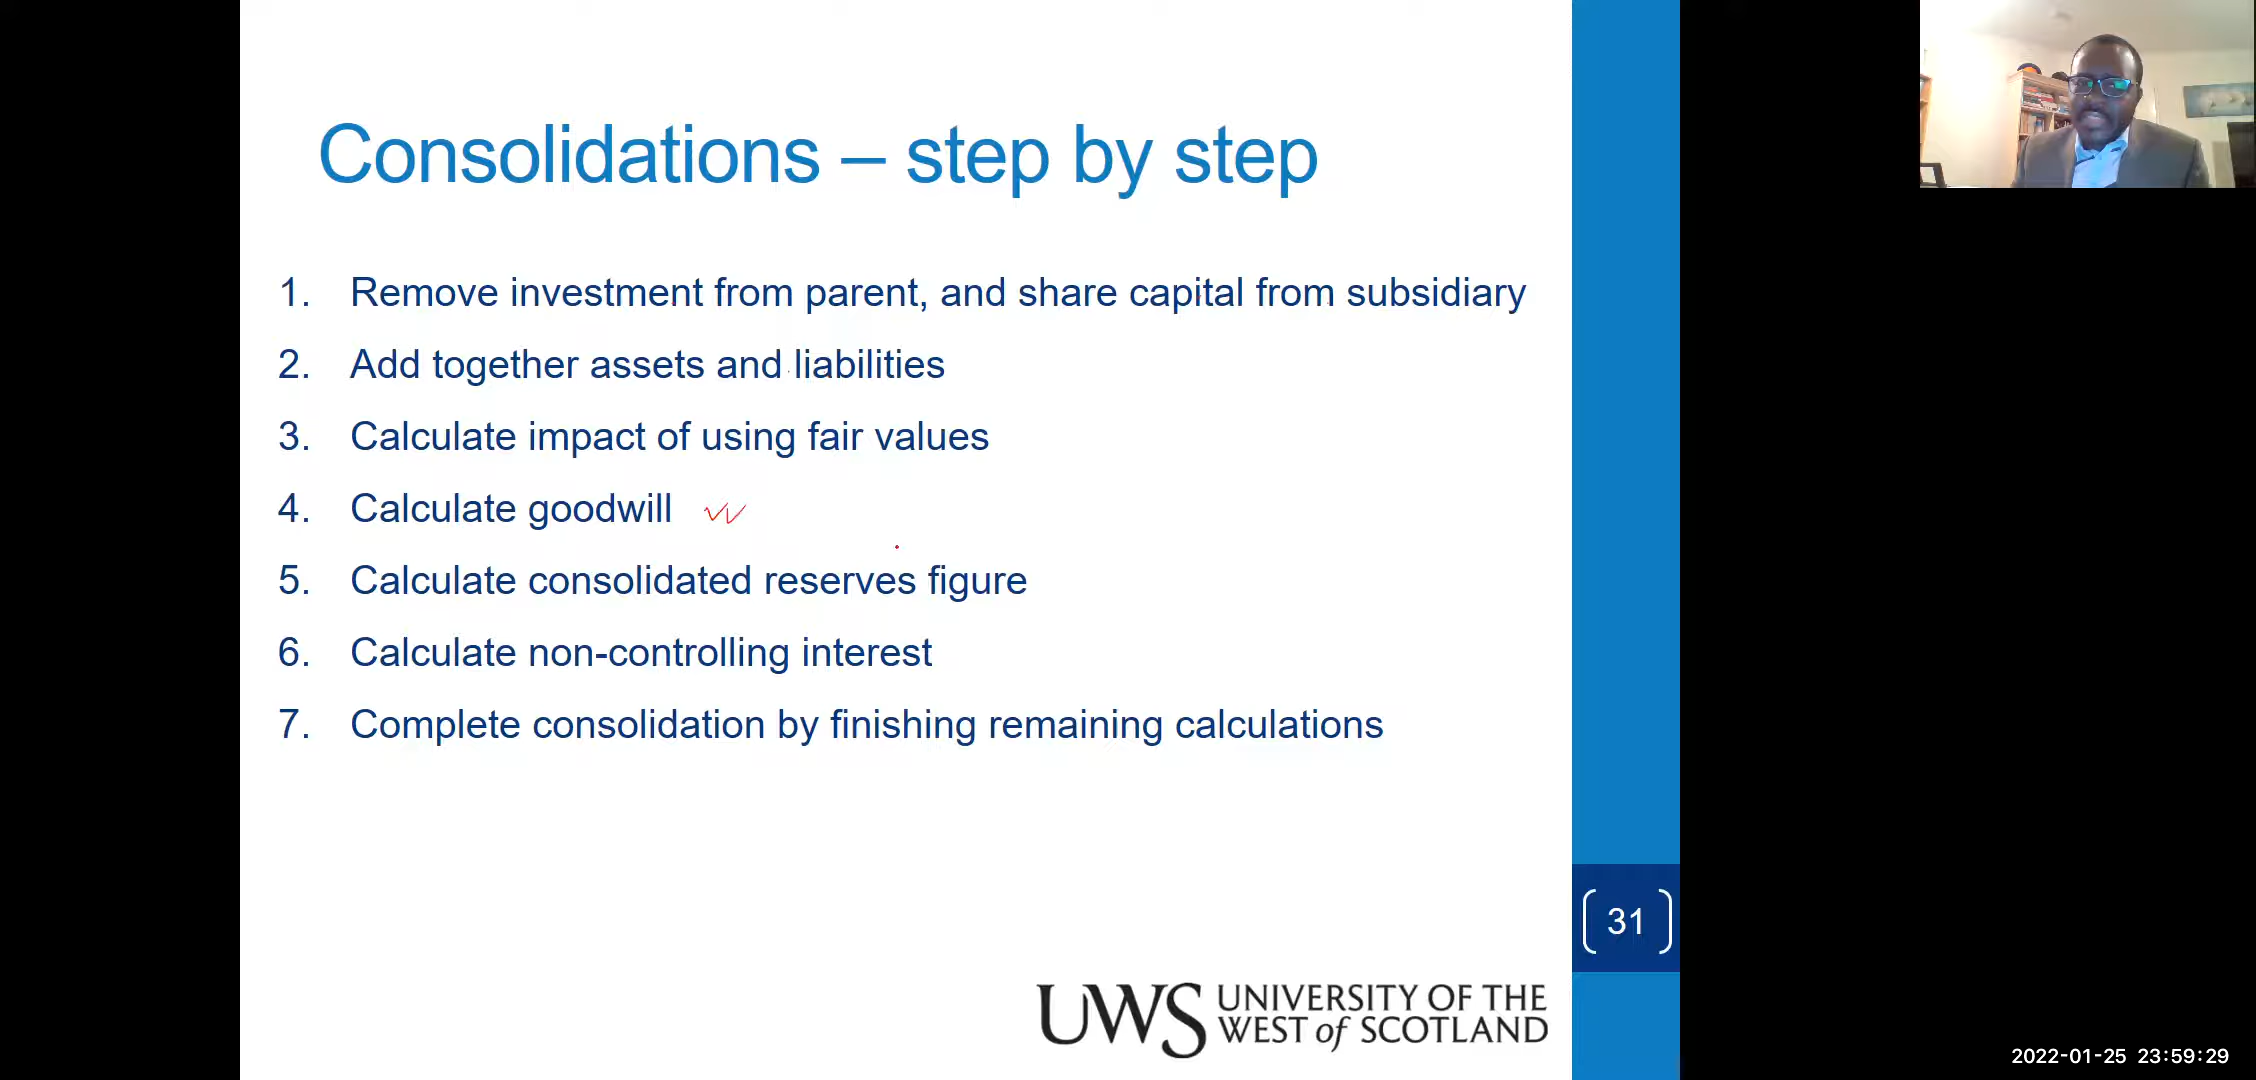 Consolidations – step by step
1. Remove investment from parent, and share capital from subsidiary
2. Add together assets and liabilities
3. Calculate impact of using fair values
4. Calculate goodwill
5. Calculate consolidated reserves figure
6. Calculate non-controlling interest
7. Complete consolidation by finishing remaining calculations
31
UWS UNIVERSITY OF THE
WEST of SCOTLAND
2022-01-25 23:59:29